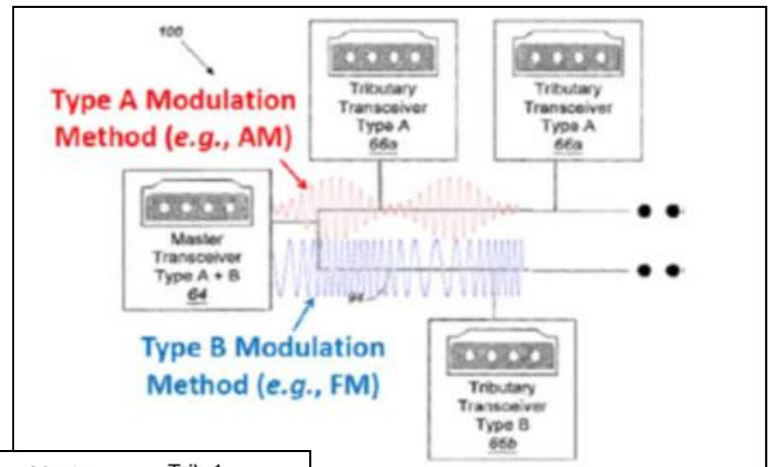 100
Type A Modulation
Method (e.g., AM)
Tributary
Transceiver
Type A
66a
Tributary
Transceiver
Type A
66a
Master
Transceiver
Type A + B
64
94
Type B Modulation
Method (e.g., FM)
Tributary
Transceiver
Type B
66b